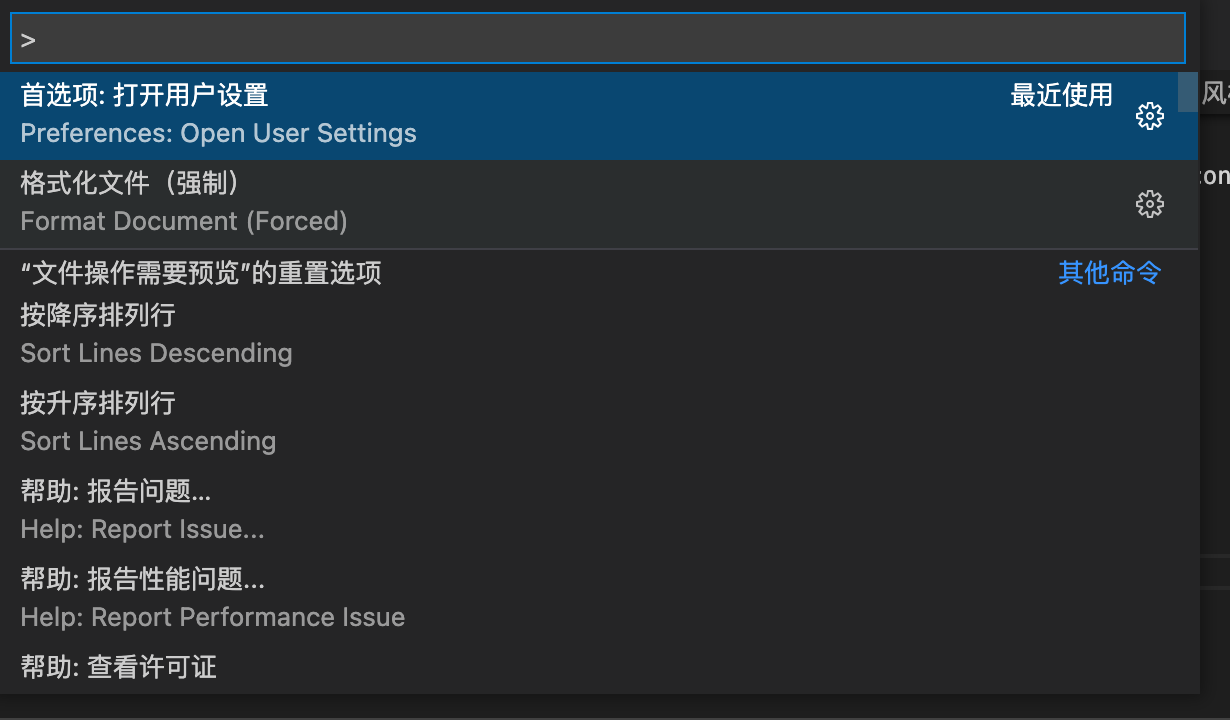 >
首选项: 打开用户设置 最近使用
Preferences: Open User Settings
格式化文件（强制）
Format Document (Forced)
“文件操作需要预览”的重置选项 其他命令
按降序排列行
Sort Lines Descending
按升序排列行
Sort Lines Ascending
帮助: 报告问题...
Help: Report Issue...
帮助: 报告性能问题...
Help: Report Performance Issue
帮助: 查看许可证